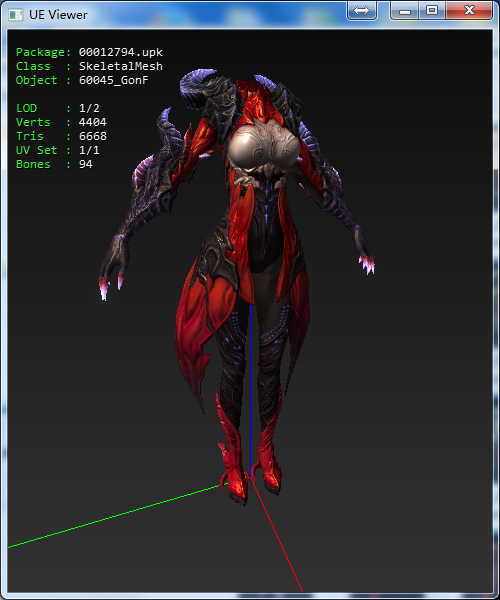 UE Viewer
Package: 00012794.upk
Class : SkeletalMesh
Object : 60045_GonF
LOD : 1/2
Verts : 4404
Tris : 6668
UV Set : 1/1
Bones : 94